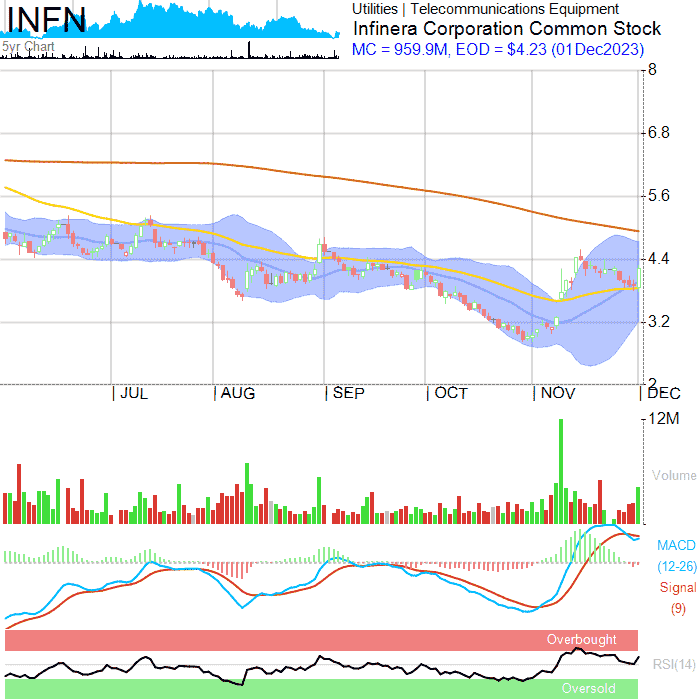 INFN
Utilities | Telecommunications Equipment
Infinera Corporation Common Stock
5yr Chart
MC = 959.9M, EOD = $4.23 (01Dec2023)
8
6.8
5.6
4.4
3.2
2
JUL
AUG
SEP
OCT
NOV
DEC
12M
Volume
MACD
(12-26)
Signal
(9)
Overbought
RSI(14)
Oversold